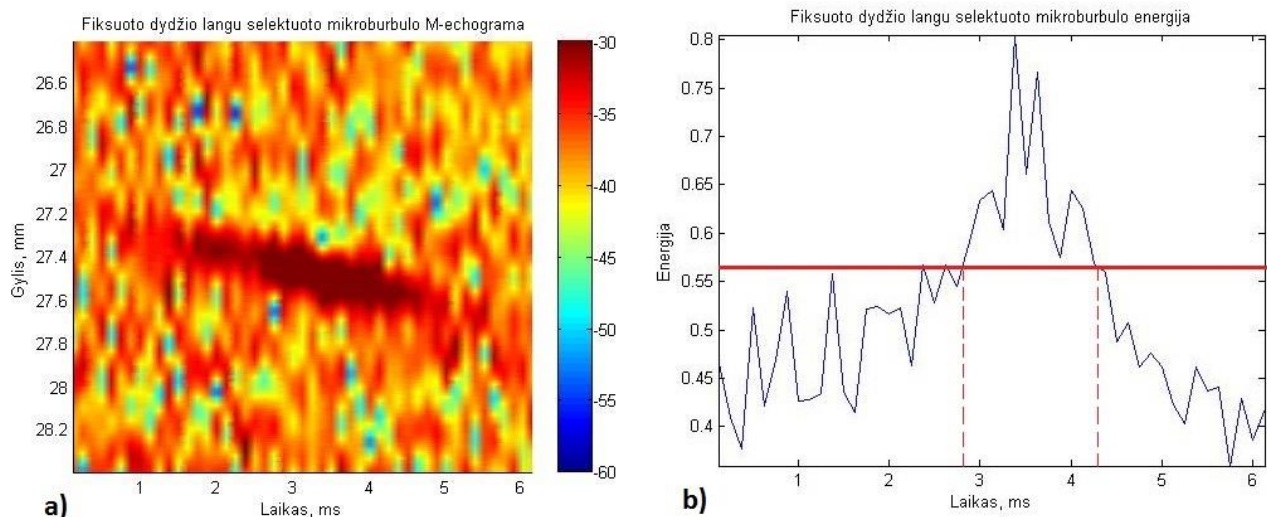 Fiksuoto dydžio langu selektuoto mikroburbulo M-echograma
Gylis, mm
26.6
26.8
27
27.2
27.4
27.6
27.8
28
28.2
1 2 3 4 5 6
Laikas, ms
-30
-35
-40
-45
-50
-55
-60
a)
Fiksuoto dydžio langu selektuoto mikroburbulo energija
Energija
0.8
0.75
0.7
0.65
0.6
0.55
0.5
0.45
0.4
1 2 3 4 5 6
Laikas, ms
b)